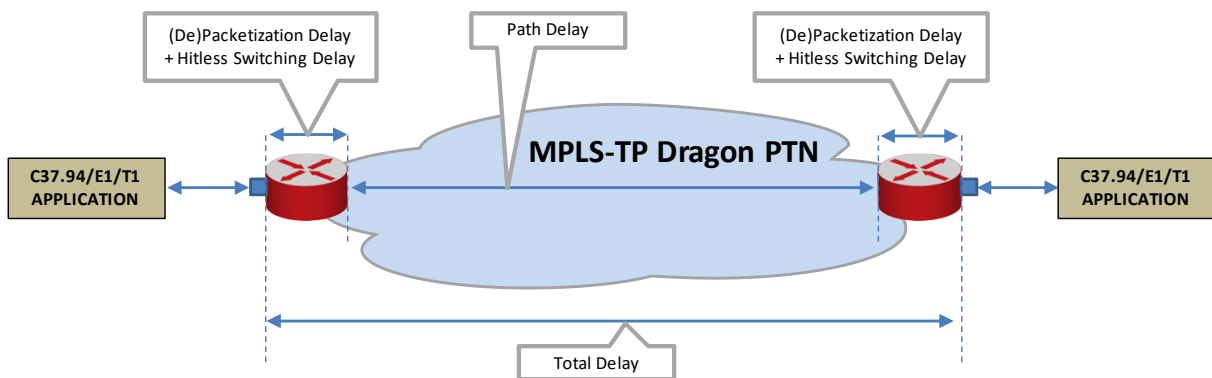 (De)Packetization Delay
+ Hitless Switching Delay
Path Delay
(De)Packetization Delay
+ Hitless Switching Delay
MPLS-TP Dragon PTN
C37.94/E1/T1
APPLICATION
C37.94/E1/T1
APPLICATION
Total Delay